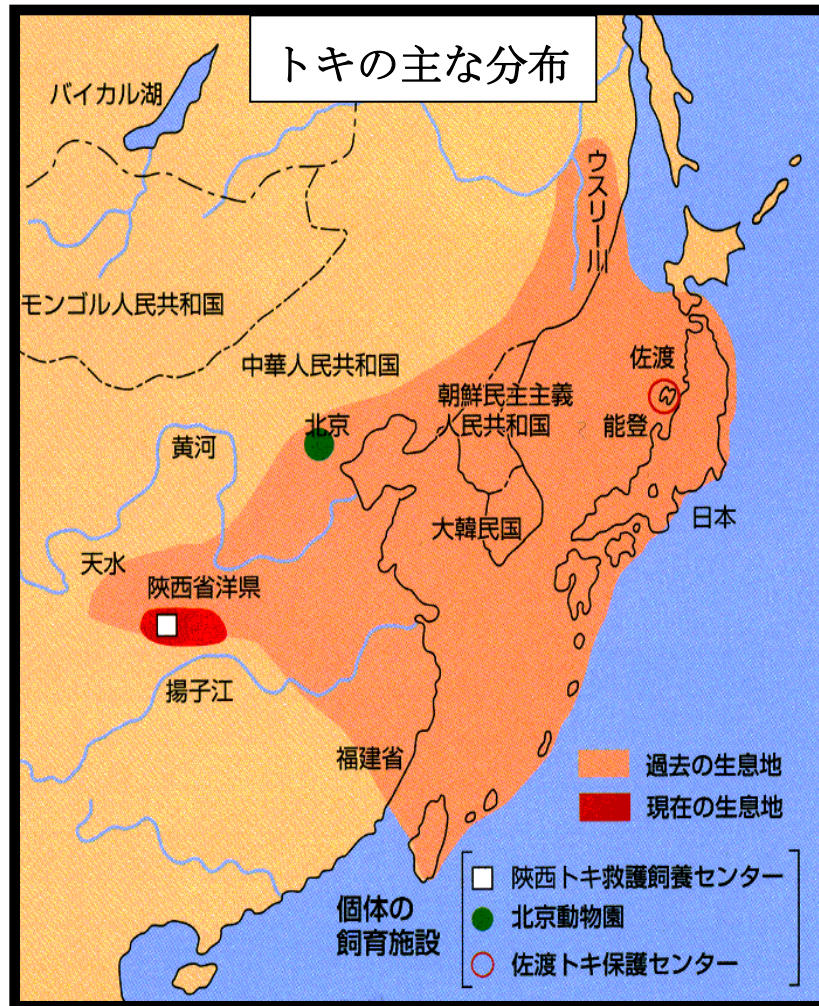 トキの主な分布
バイカル湖
ウスリー川
モンゴル人民共和国
中華人民共和国
佐渡
朝鮮民主主義
人民共和国
北京
能登
黄河
日本
大韓民国
天水
陜西省洋県
揚子江
福建省
過去の生息地
現在の生息地
個体の
飼育施設
陜西トキ救護飼養センター
北京動物園
佐渡トキ保護センター